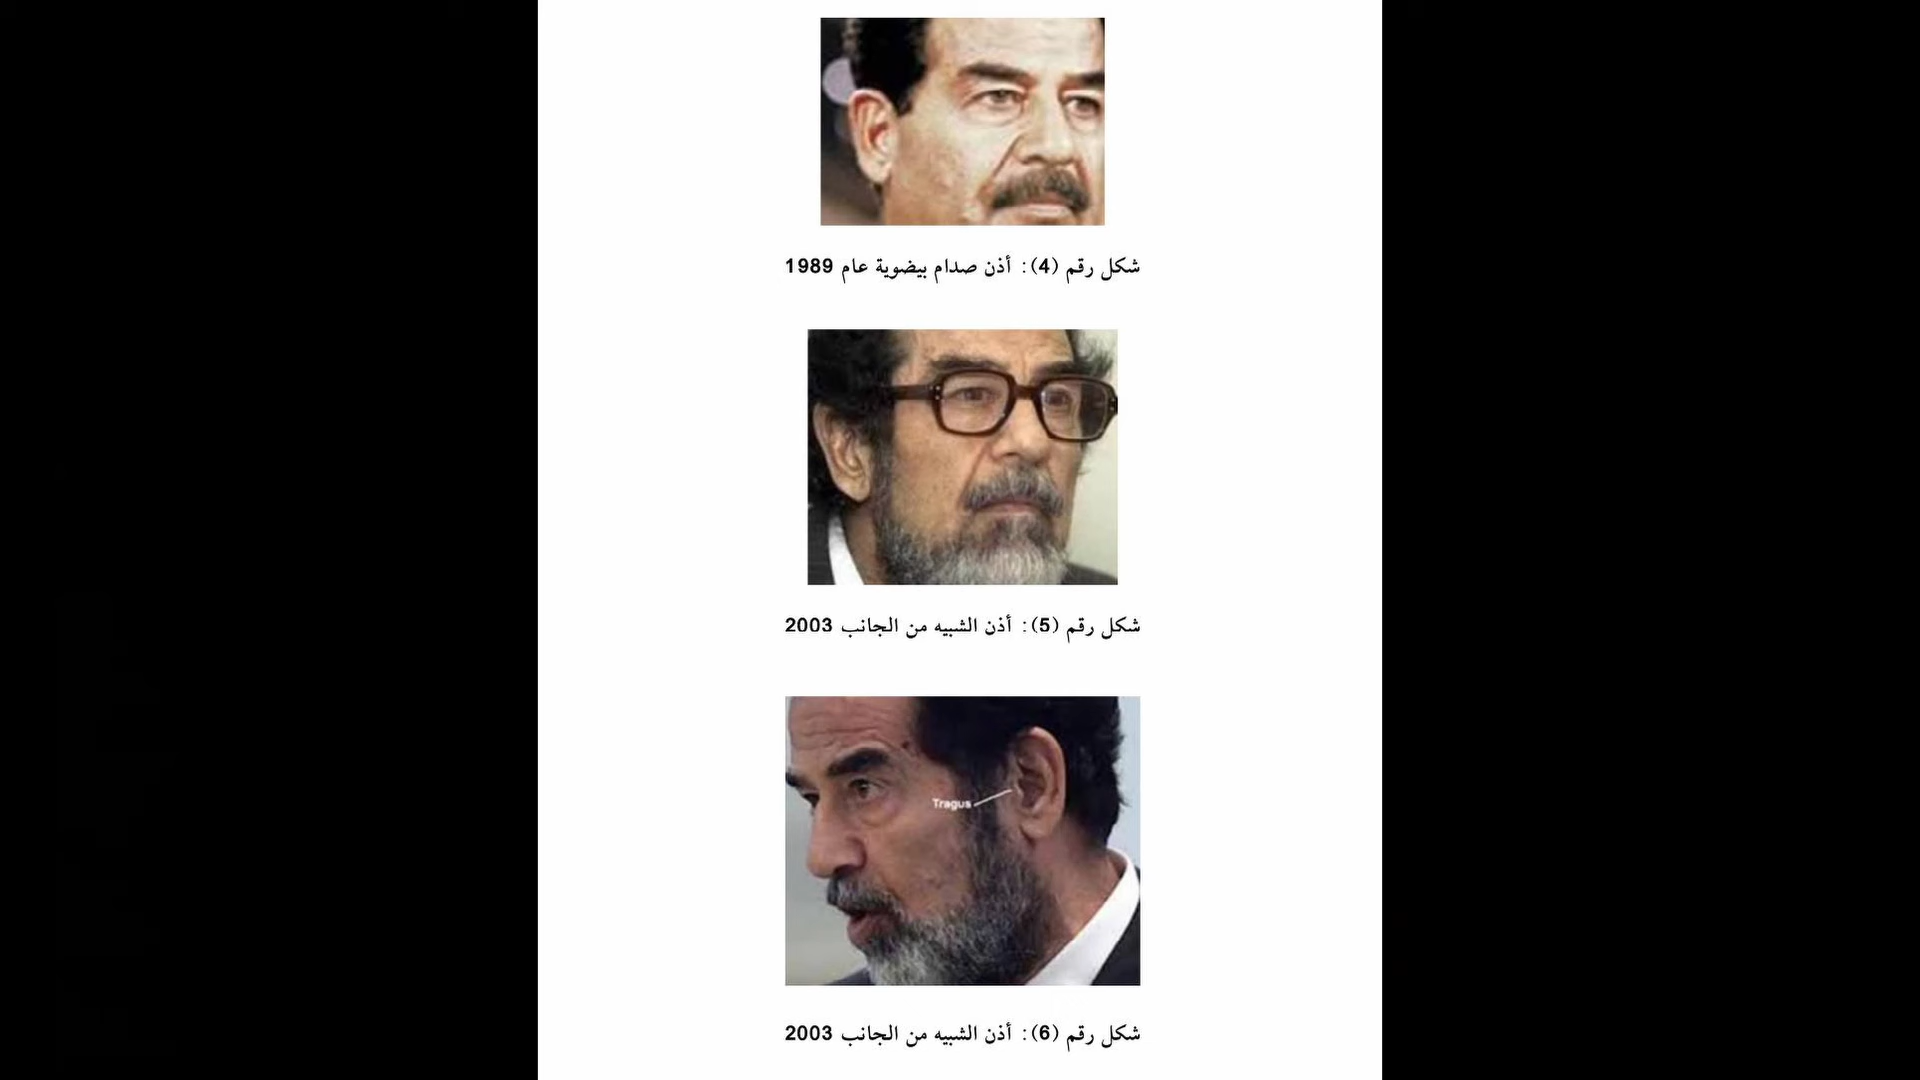 شكل رقم (4): أذن صدام بيضوية عام 1989
شكل رقم (5): أذن الشبيه من الجانب 2003
Tragus
شكل رقم (6): أذن الشبيه من الجانب 2003